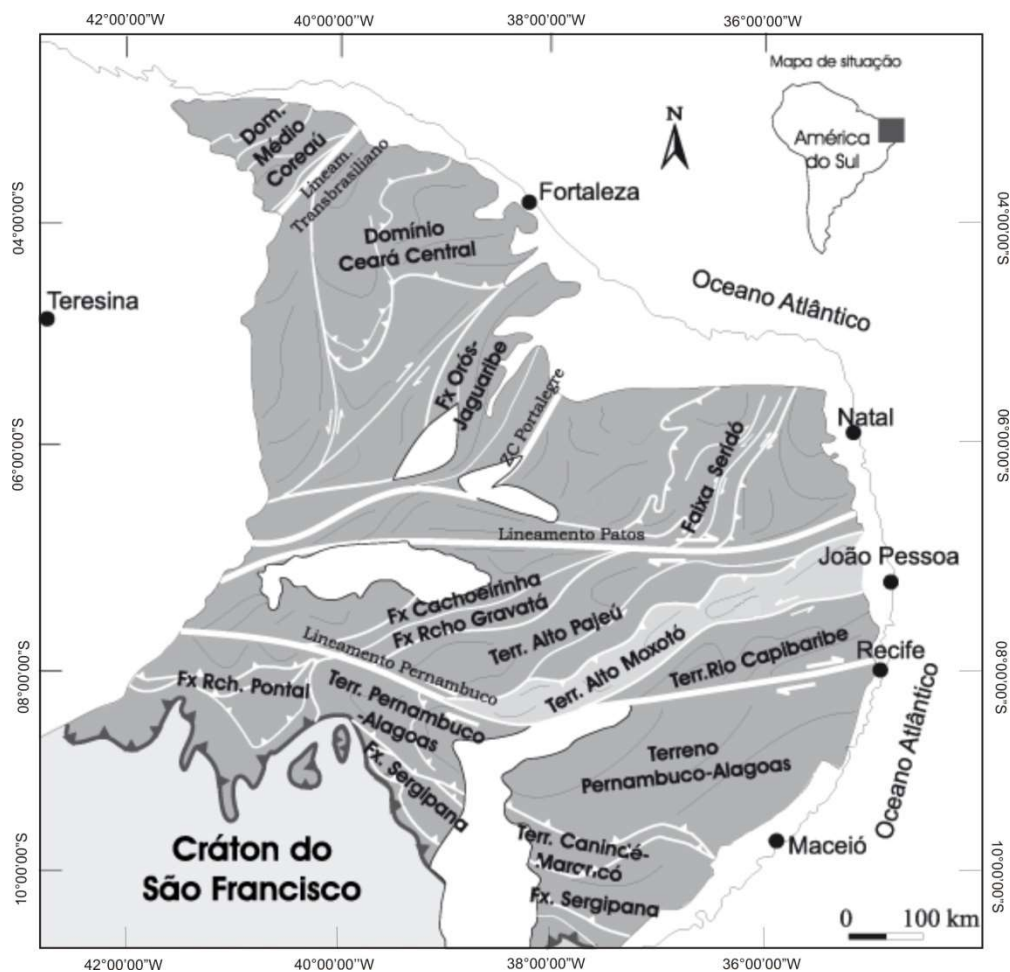 42°00'00"W
40°00'00"W
38°00'00"W
36°00'00"W
Mapa de situação
América
do Sul
N
Dom.
Médio
Coreaú
Lineam.
Transbrasiliano
Fortaleza
04°00'00"S
04°00'00"S
Domínio
Ceará Central
Oceano Atlântico
Teresina
Fx Orós-
Jaguaribe
ZC Portalegre
Natal
06°00'00"S
06°00'00"S
Faixa Seridó
Lineamento Patos
João Pessoa
Fx Cachoeirinha
Fx Rcho Gravatá
Terr. Alto Pajeú
Terr. Alto Moxotó
Terr.Rio Capibaribe
Recife
Lineamento Pernambuco
08°00'00"S
08°00'00"S
Fx Rch. Pontal
Terr. Pernambuco
-Alagoas
Fx. Sergipana
Terreno
Pernambuco-Alagoas
Oceano Atlântico
Cráton do
São Francisco
Terr. Canindé-
Marancó
Fx. Sergipana
Maceió
10°00'00"S
10°00'00"S
0 100 km
42°00'00"W
40°00'00"W
38°00'00"W
36°00'00"W